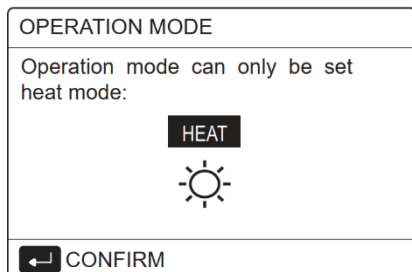 OPERATION MODE
Operation mode can only be set
heat mode:
HEAT
CONFIRM